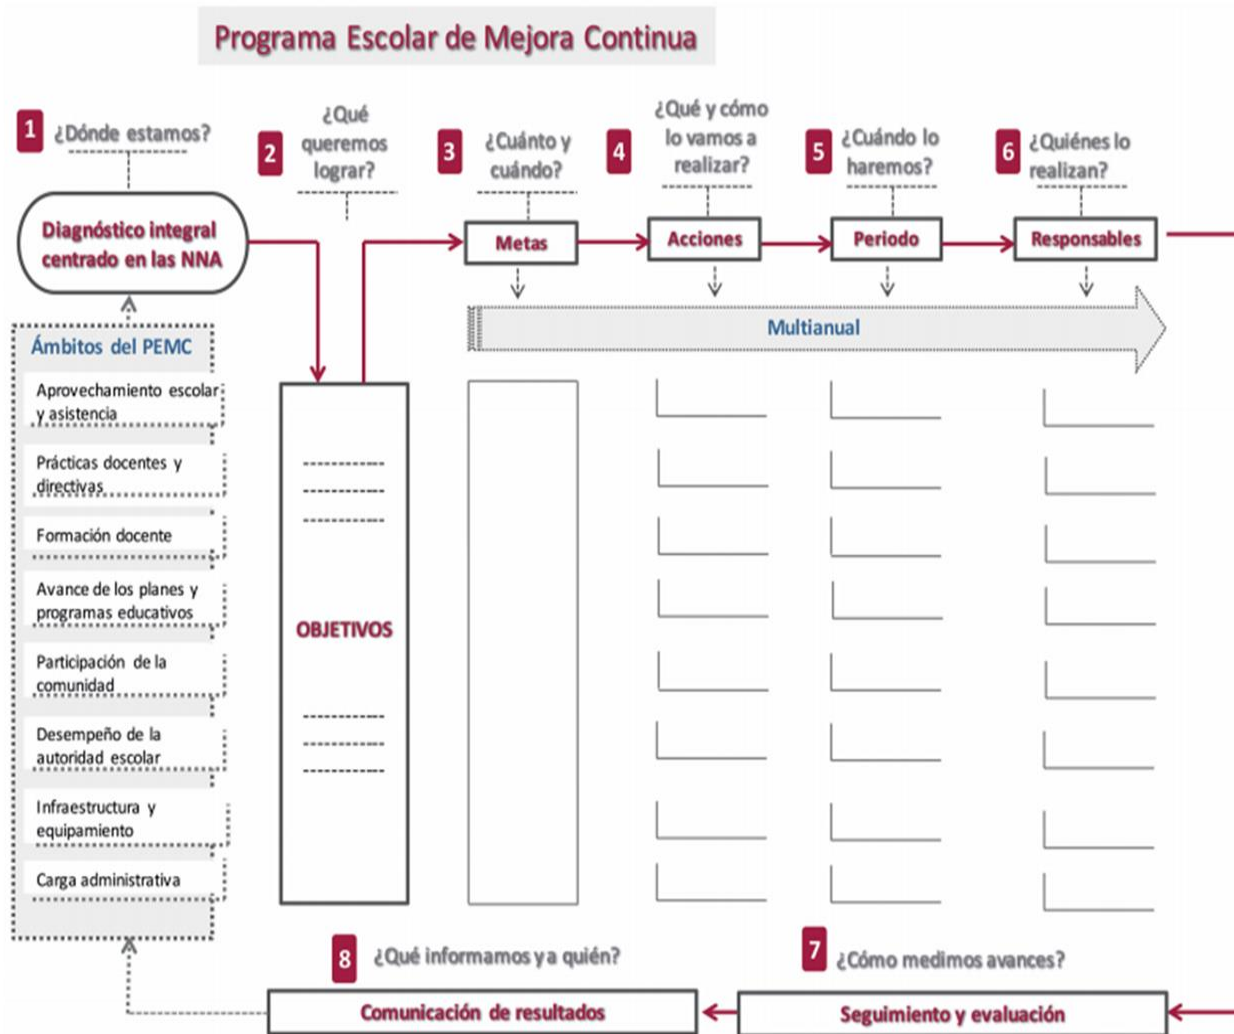 Programa Escolar de Mejora Continua
1
¿Dónde estamos?
2
¿Qué
queremos
lograr?
3
¿Cuánto y
cuándo?
4
¿Qué y cómo
lo vamos a
realizar?
5
¿Cuándo lo
haremos?
6
¿Quiénes lo
realizan?
Diagnóstico integral
centrado en las NNA
Metas
Acciones
Periodo
Responsables
Multianual
Ámbitos del PEMC
Aprovechamiento escolar
y asistencia
Prácticas docentes y
directivas
Formación docente
Avance de los planes y
programas educativos
Participación de la
comunidad
Desempeño de la
autoridad escolar
Infraestructura y
equipamiento
Carga administrativa
OBJETIVOS
8
¿Qué informamos y a quién?
7
¿Cómo medimos avances?
Comunicación de resultados
Seguimiento y evaluación